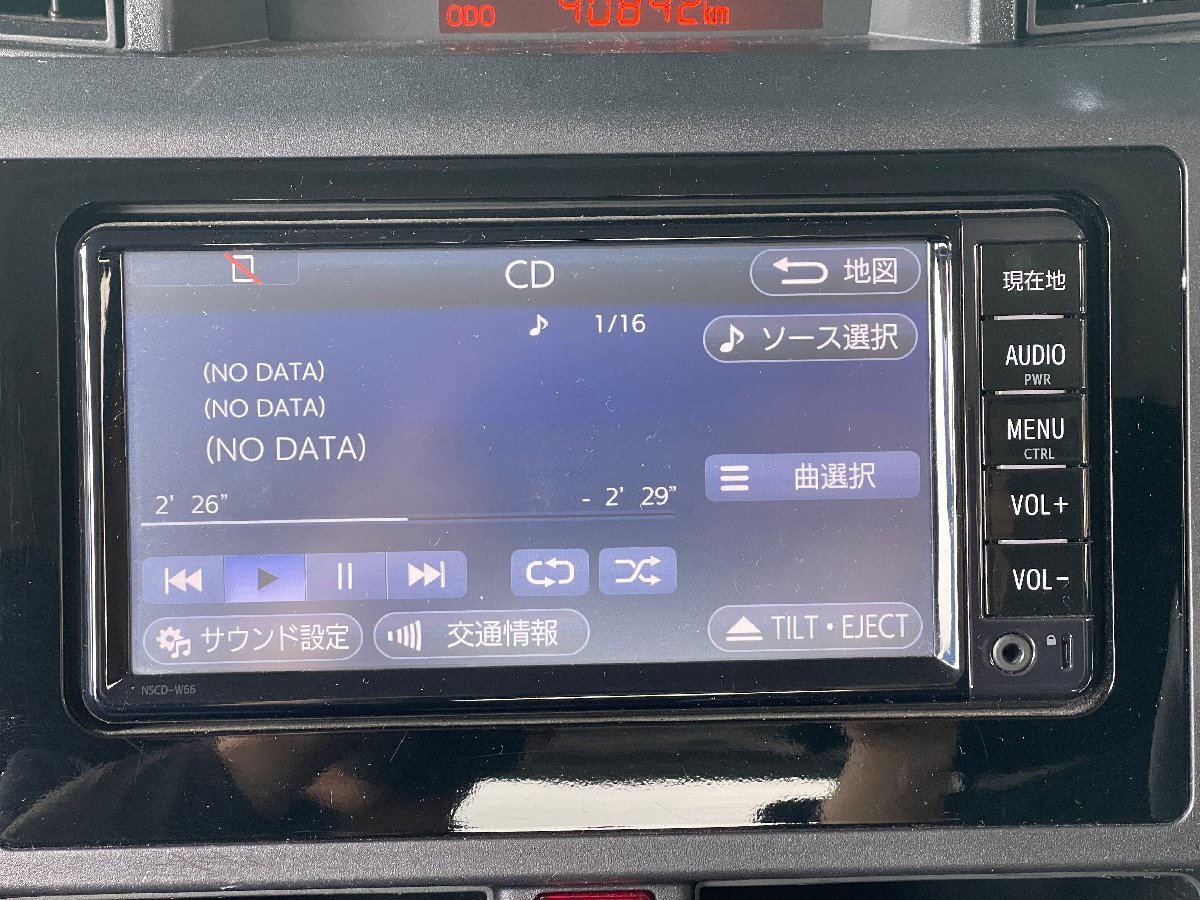 ODO 40842km
CD
地図
1/16
ソース選択
(NO DATA)
(NO DATA)
(NO DATA)
曲選択
2' 26" - 2' 29"
サウンド設定 交通情報 TILT・EJECT
NSCD-W66
現在地
AUDIO
PWR
MENU
CTRL
VOL+
VOL-